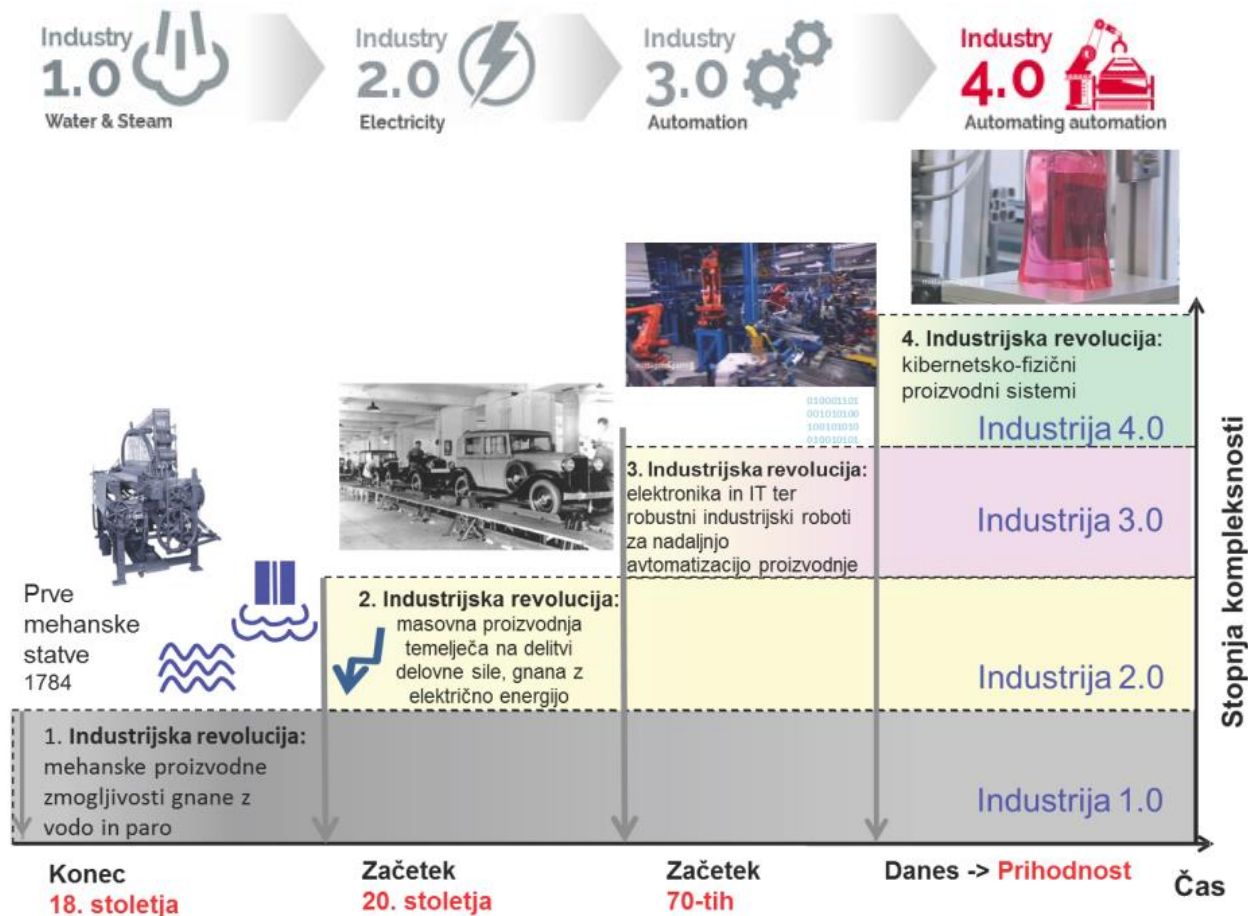 Industry
1.0
Water & Steam
Industry
2.0
Electricity
Industry
3.0
Automation
Industry
4.0
Automating automation
010001101
001010100
100101010
010010101
4. Industrijska revolucija:
kibernetsko-fizični
proizvodni sistemi
Industrija 4.0
3. Industrijska revolucija:
elektronika in IT ter
robustni industrijski roboti
za nadaljnjo
avtomatizacijo proizvodnje
Industrija 3.0
Prve
mehanske
statve
1784
2. Industrijska revolucija:
masovna proizvodnja
temelječa na delitvi
delovne sile, gnana z
električno energijo
Industrija 2.0
1. Industrijska revolucija:
mehanske proizvodne
zmogljivosti gnane z
vodo in paro
Industrija 1.0
Stopnja kompleksnosti
Konec
18. stoletja
Začetek
20. stoletja
Začetek
70-tih
Danes -> Prihodnost
Čas